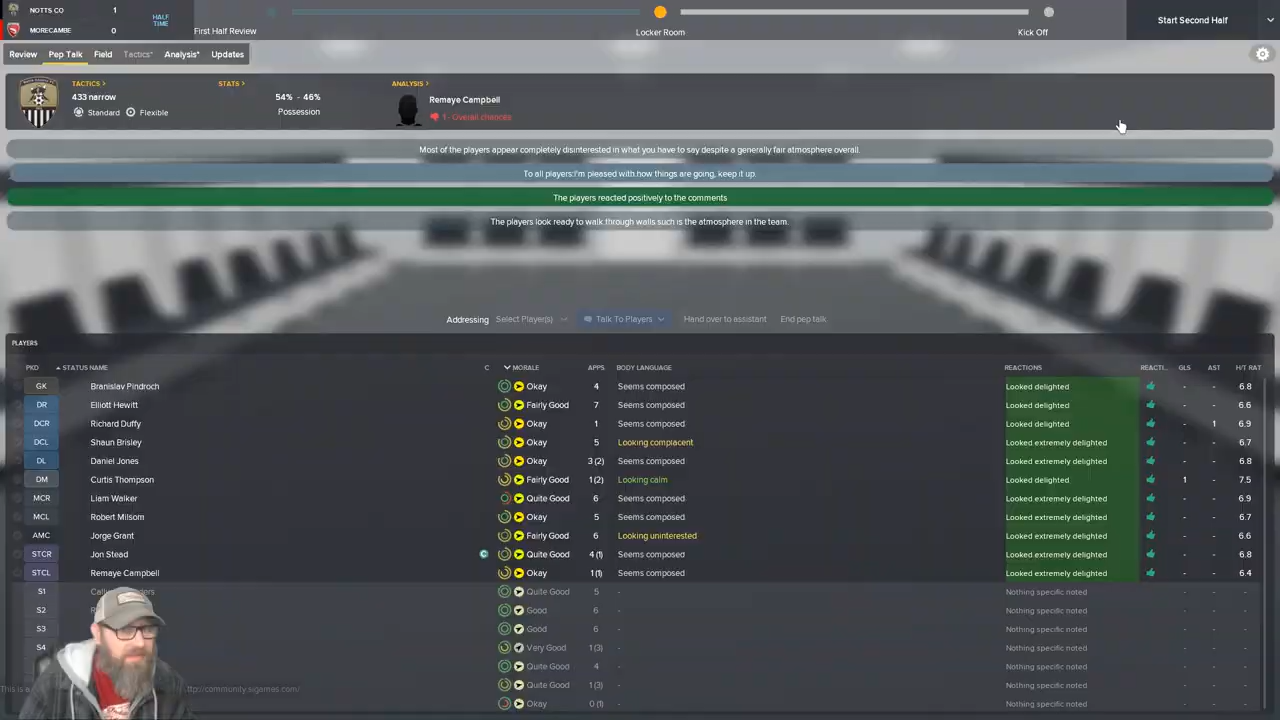 NOTTS CO 1
MORECAMBE 0
HALF TIME
First Half Review
Locker Room
Kick Off
Start Second Half
Review Pep Talk Field Tactics* Analysis* Updates
TACTICS >
433 narrow
Standard Flexible
STATS >
54% - 46%
Possession
ANALYSIS >
Remaye Campbell
1 - Overall chances
Most of the players appear completely disinterested in what you have to say despite a generally fair atmosphere overall.
To all players:I'm pleased with how things are going, keep it up.
The players reacted positively to the comments
The players look ready to walk through walls such is the atmosphere in the team.
Addressing Select Player(s) Talk To Players Hand over to assistant End pep talk
PLAYERS
PKD STATUS NAME C MORALE APPS BODY LANGUAGE REACTIONS REACTI.. GLS AST H/T RAT
GK Branislav Pindroch Okay 4 Seems composed Looked delighted - - 6.8
DR Elliott Hewitt Fairly Good 7 Seems composed Looked delighted - - 6.6
DCR Richard Duffy Okay 1 Seems composed Looked delighted - 1 6.9
DCL Shaun Brisley Okay 5 Looking complacent Looked extremely delighted - - 6.7
DL Daniel Jones Okay 3 (2) Seems composed Looked extremely delighted - - 6.8
DM Curtis Thompson Fairly Good 1 (2) Looking calm Looked delighted 1 - 7.5
MCR Liam Walker Quite Good 6 Seems composed Looked extremely delighted - - 6.9
MCL Robert Milsom Okay 5 Seems composed Looked extremely delighted - - 6.7
AMC Jorge Grant Fairly Good 6 Looking uninterested Looked extremely delighted - - 6.6
STCR Jon Stead C Quite Good 4 (1) Seems composed Looked extremely delighted - - 6.8
STCL Remaye Campbell Okay 1 (1) Seems composed Looked extremely delighted - - 6.4
S1 Quite Good 5 - Nothing specific noted - - -
S2 Good 6 - Nothing specific noted - - -
S3 Good 6 - Nothing specific noted - - -
S4 Very Good 1 (3) - Nothing specific noted - - -
Quite Good 4 - Nothing specific noted - - -
Quite Good 1 (3) - Nothing specific noted - - -
Okay 0 (1) - Nothing specific noted - - -
This is a ttp://community.sigames.com/